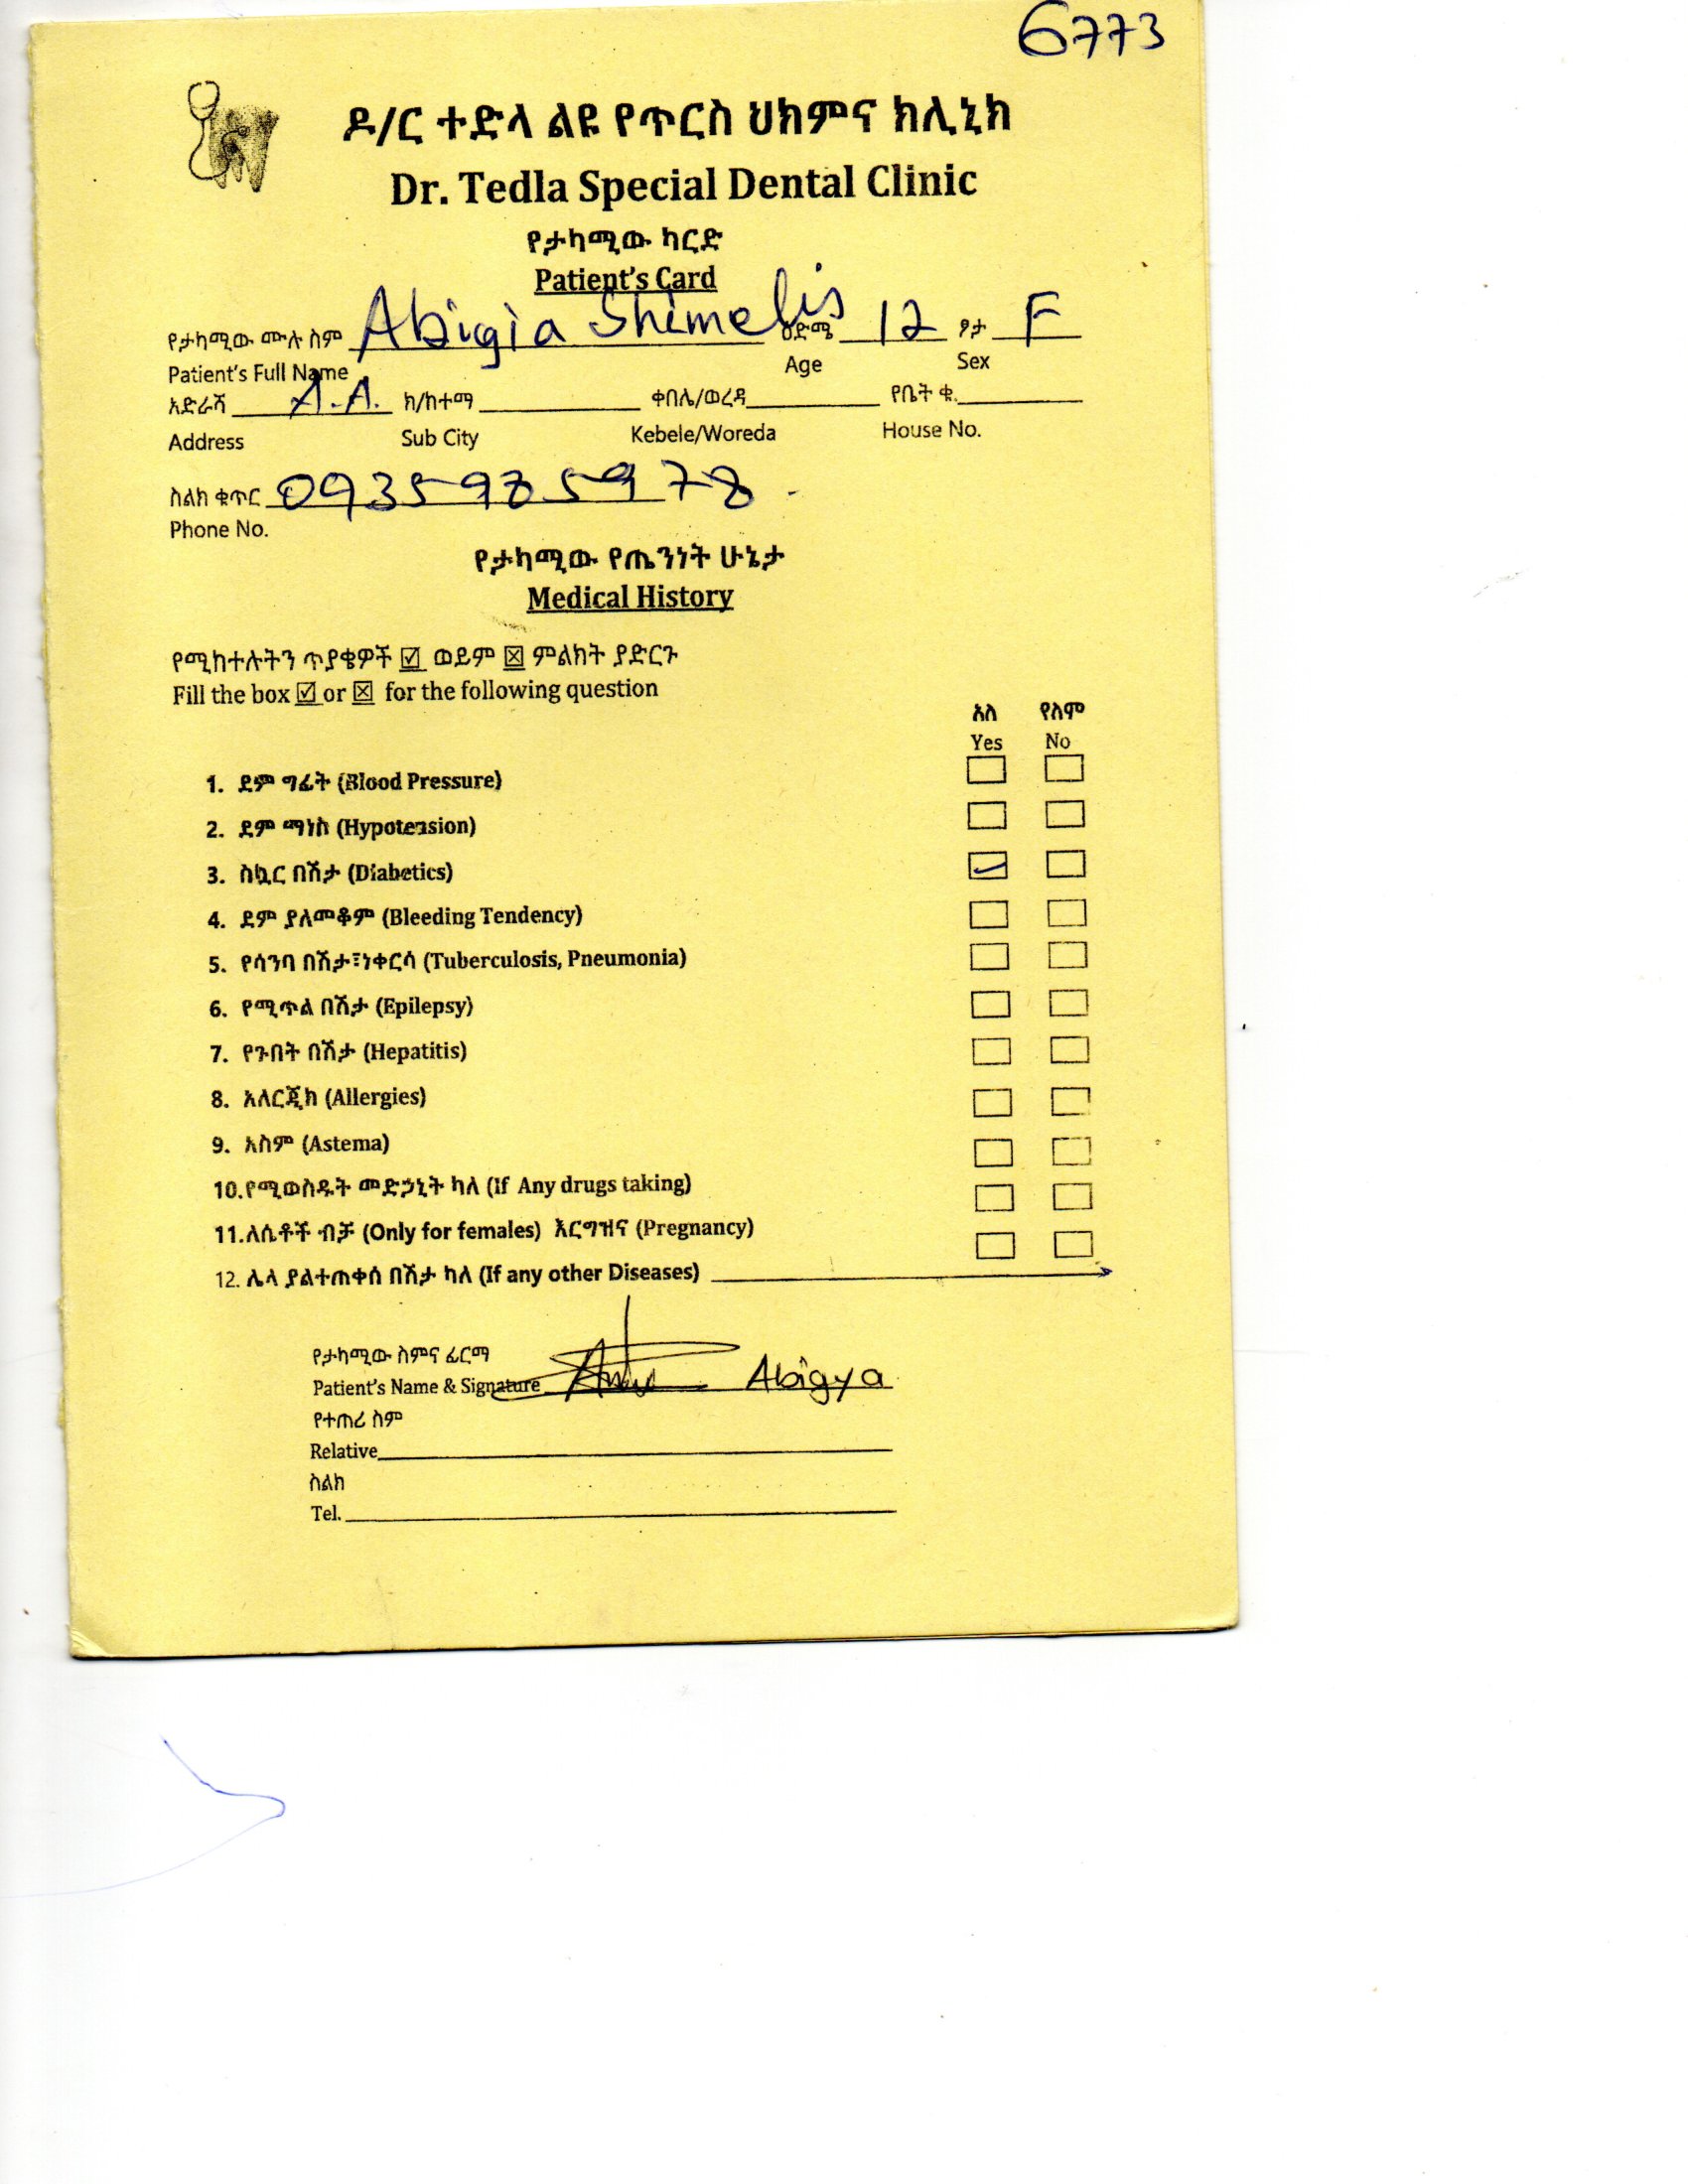 6773
ዶ/ር ተድላ ልዩ የጥርስ ህክምና ክሊኒክ
Dr. Tedla Special Dental Clinic
የታካሚው ካርድ
Patient's Card
የታካሚው ሙሉ ስም Abigia Shimelis ዕድሜ 12 ፆታ F
Patient's Full Name Age Sex
አድራሻ A.A. ክ/ከተማ ቀበሌ/ወረዳ የቤት ቁ.
Address Sub City Kebele/Woreda House No.
ስልክ ቁጥር 0935985978
Phone No.
የታካሚው የጤንነት ሁኔታ
Medical History
የሚከተሉትን ጥያቄዎች ☑ ወይም ☒ ምልክት ያድርጉ
Fill the box ☑ or ☒ for the following question
አለ የለም
Yes No
1. ደም ግፊት (Blood Pressure) ☐ ☐
2. ደም ማነስ (Hypotension) ☐ ☐
3. ስኳር በሽታ (Diabetics) ☑ ☐
4. ደም ያለመቆም (Bleeding Tendency) ☐ ☐
5. የሳንባ በሽታ፣ነቀርሳ (Tuberculosis, Pneumonia) ☐ ☐
6. የሚጥል በሽታ (Epilepsy) ☐ ☐
7. የጉበት በሽታ (Hepatitis) ☐ ☐
8. አለርጂክ (Allergies) ☐ ☐
9. አስም (Astema) ☐ ☐
10.የሚወስዱት መድኃኒት ካለ (If Any drugs taking) ☐ ☐
11.ለሴቶች ብቻ (Only for females) እርግዝና (Pregnancy) ☐ ☐
12. ሌላ ያልተጠቀሰ በሽታ ካለ (If any other Diseases)
የታካሚው ስምና ፊርማ
Patient's Name & Signature Abigya
የተጠሪ ስም
Relative
ስልክ
Tel.